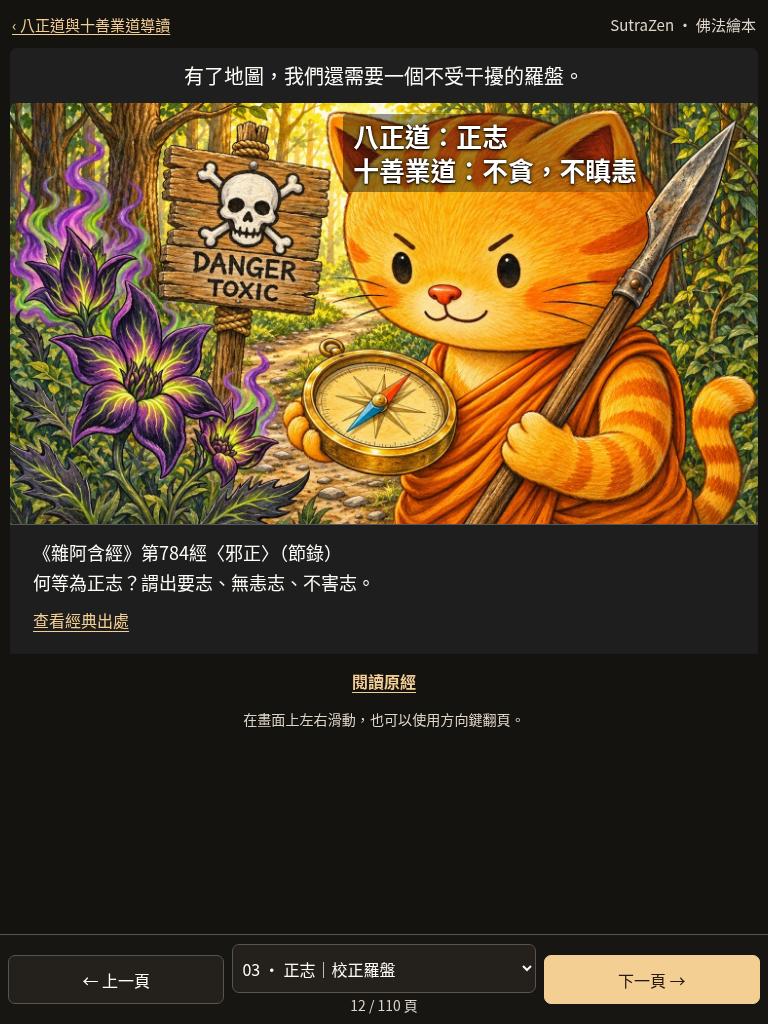 ‹ 八正道與十善業道導讀
SutraZen · 佛法繪本
有了地圖，我們還需要一個不受干擾的羅盤。
八正道：正志
十善業道：不貪，不瞋恚
DANGER
TOXIC
《雜阿含經》第784經〈邪正〉（節錄）
何等為正志？謂出要志、無恚志、不害志。
查看經典出處
閱讀原經
在畫面上左右滑動，也可以使用方向鍵翻頁。
← 上一頁
03 · 正志｜校正羅盤
下一頁 →
12 / 110 頁